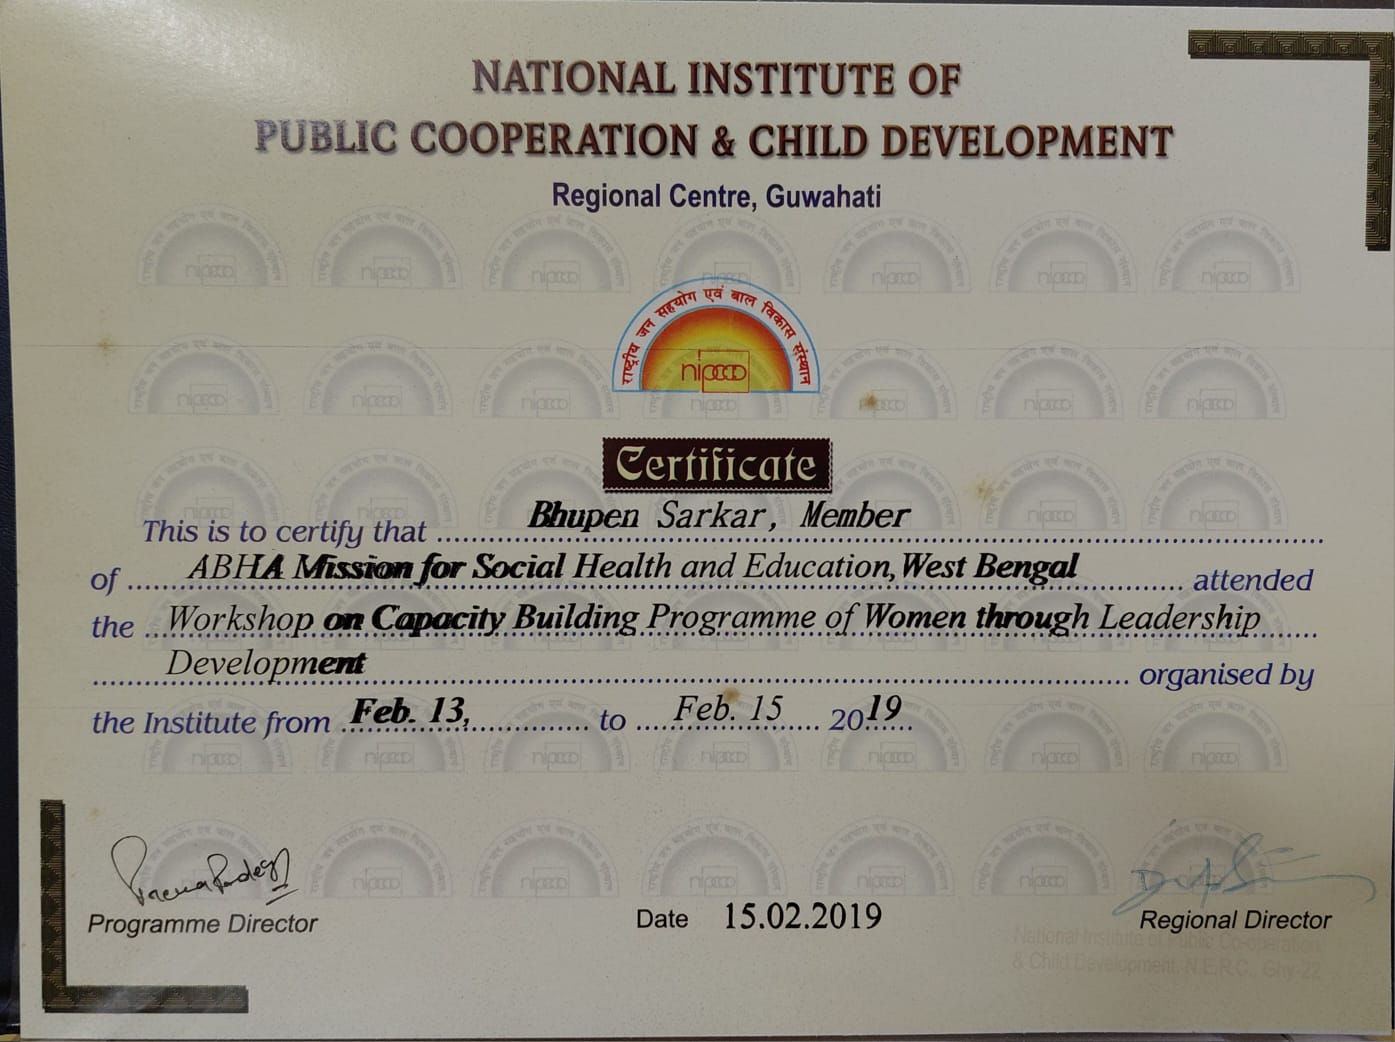 NATIONAL INSTITUTE OF
PUBLIC COOPERATION & CHILD DEVELOPMENT
Regional Centre, Guwahati
राष्ट्रीय जन सहयोग एवं बाल विकास संस्थान
nipccd
Certificate
This is to certify that Bhupen Sarkar, Member
of ABHA Mission for Social Health and Education, West Bengal attended
the Workshop on Capacity Building Programme of Women through Leadership
Development organised by
the Institute from Feb. 13, to Feb. 15 2019
Programme Director
Date 15.02.2019
Regional Director
National Institute of Public Co-operation
& Child Development, N.E.R.C., Ghy-22